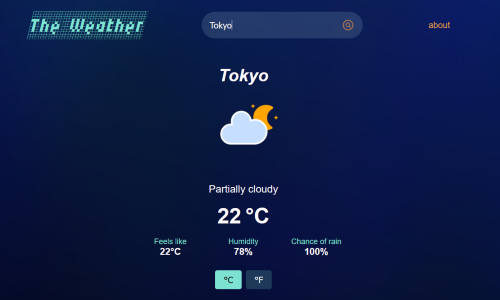 The Weather
Tokyo
about
Tokyo
Partially cloudy
22 °C
Feels like
Humidity
Chance of rain
22°C
78%
100%
°C
°F